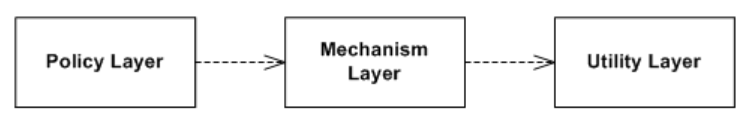 Policy Layer
Mechanism
Layer
Utility Layer